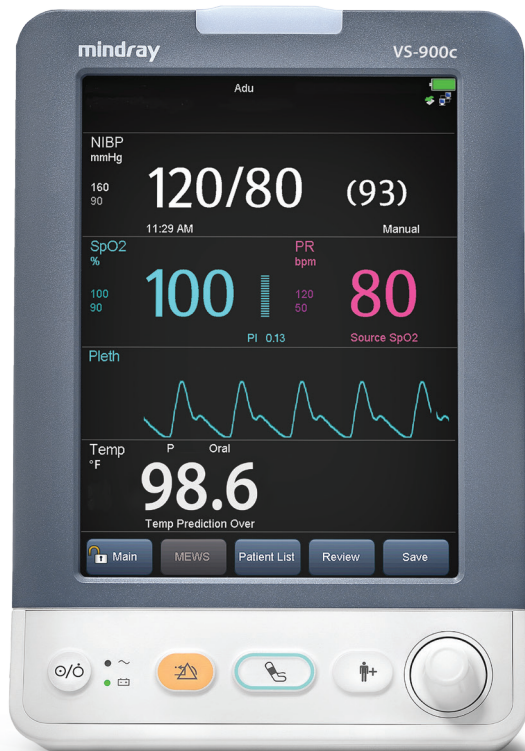 mindray
VS-900c
Adu
NIBP
mmHg
160
90
120/80 (93)
11:29 AM
Manual
SpO2
%
100
90
100
PI 0.13
PR
bpm
120
50
80
Source SpO2
Pleth
Temp
°F
P Oral
98.6
Temp Prediction Over
Main
MEWS
Patient List
Review
Save